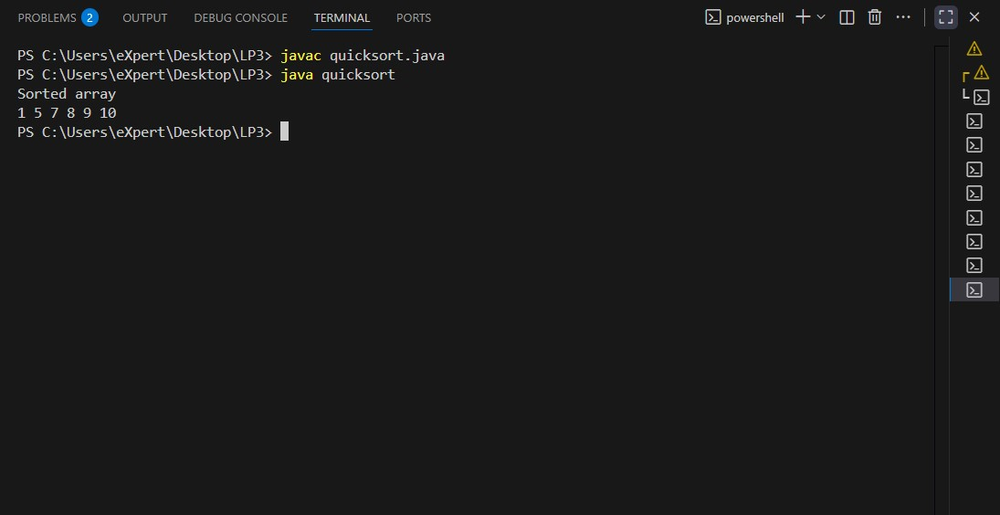 PROBLEMS 2 OUTPUT DEBUG CONSOLE TERMINAL PORTS powershell
PS C:\Users\eXpert\Desktop\LP3> javac quicksort.java
PS C:\Users\eXpert\Desktop\LP3> java quicksort
Sorted array
1 5 7 8 9 10
PS C:\Users\eXpert\Desktop\LP3>